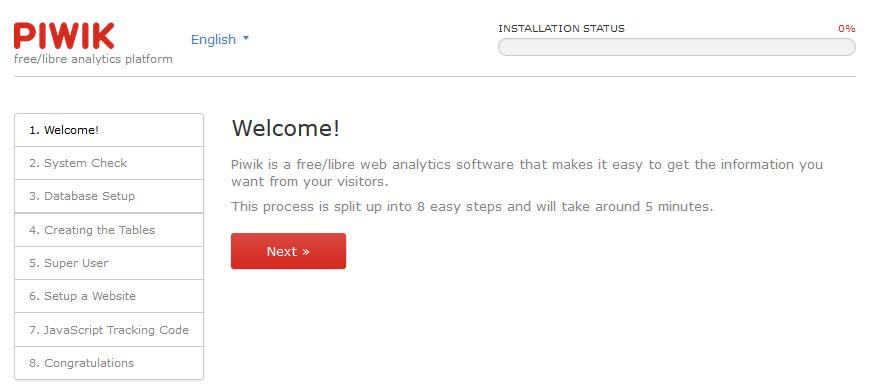 PIWIK
free/libre analytics platform
English
INSTALLATION STATUS 0%
1. Welcome!
2. System Check
3. Database Setup
4. Creating the Tables
5. Super User
6. Setup a Website
7. JavaScript Tracking Code
8. Congratulations
Welcome!
Piwik is a free/libre web analytics software that makes it easy to get the information you
want from your visitors.
This process is split up into 8 easy steps and will take around 5 minutes.
Next »